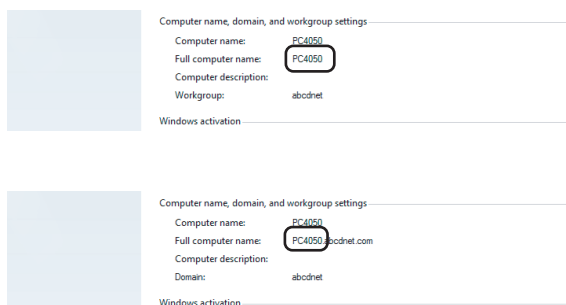 Computer name, domain, and workgroup settings
Computer name: PC4050
Full computer name: PC4050
Computer description:
Workgroup: abcdnet
Windows activation
Computer name, domain, and workgroup settings
Computer name: PC4050
Full computer name: PC4050.abcdnet.com
Computer description:
Domain: abcdnet
Windows activation